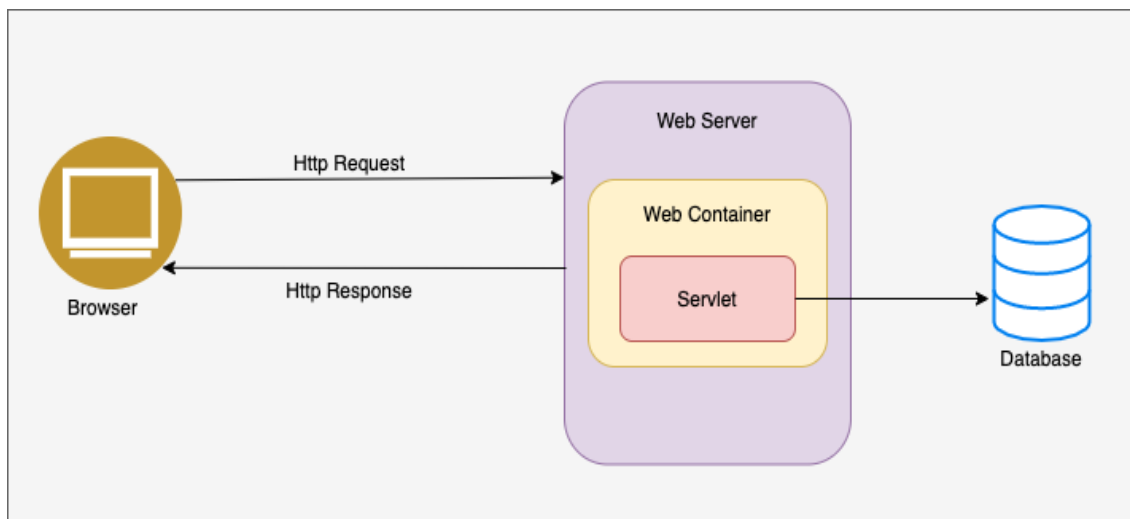 Web Server
Http Request
Web Container
Http Response
Servlet
Browser
Database